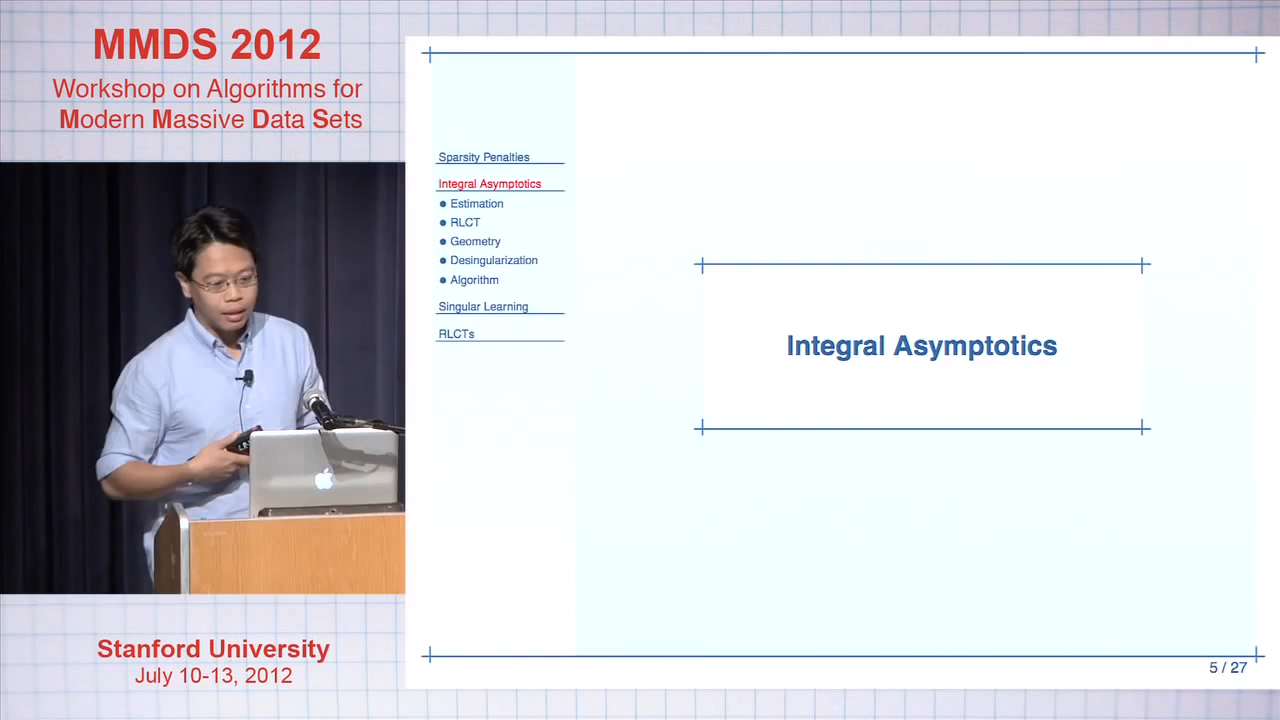 MMDS 2012
Workshop on Algorithms for
Modern Massive Data Sets
Sparsity Penalties
Integral Asymptotics
● Estimation
● RLCT
● Geometry
● Desingularization
● Algorithm
Singular Learning
RLCTs
Integral Asymptotics
5 / 27
Stanford University
July 10-13, 2012